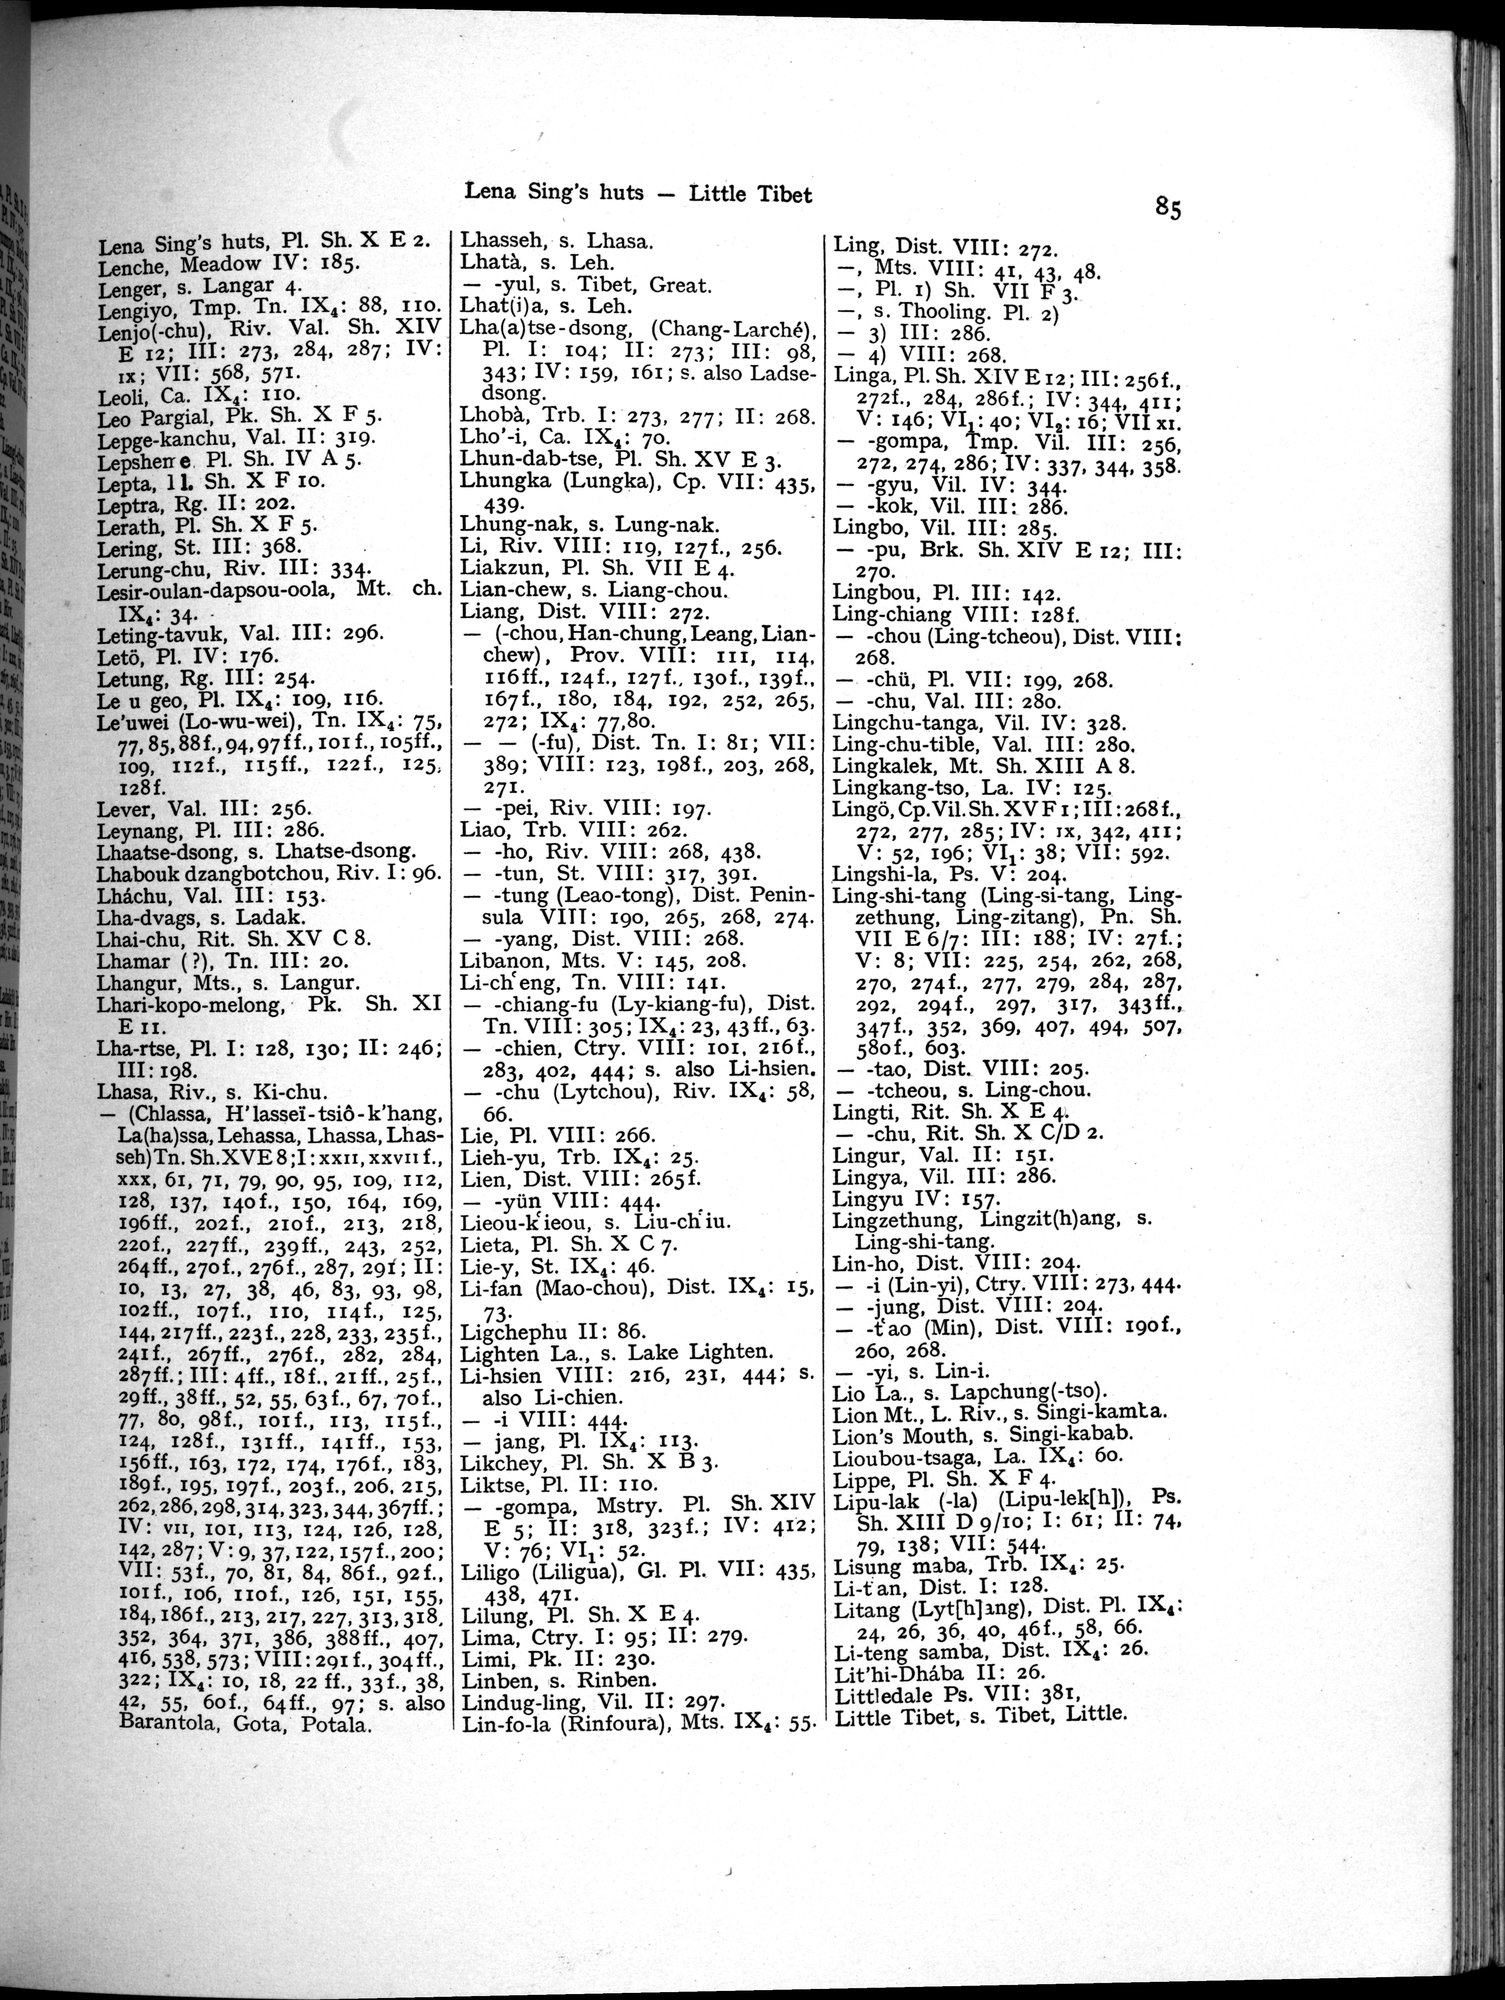 Lena Sing's huts — Little Tibet
85
Lena Sing's huts, Pl. Sh. X E 2.
Lenche, Meadow IV: 185.
Lenger, s. Langar 4.
Lengiyo, Tmp. Tn. IX₄: 88, 110.
Lenjo(-chu), Riv. Val. Sh. XIV
E 12; III: 273, 284, 287; IV:
IX; VII: 568, 571.
Leoli, Ca. IX₄: 110.
Leo Pargial, Pk. Sh. X F 5.
Lepge-kanchu, Val. II: 319.
Lepsherre Pl. Sh. IV A 5.
Lepta, Sh. X F 10.
Leptra, Rg. II: 202.
Lerath, Pl. Sh. X F 5.
Lering, St. III: 368.
Lerung-chu, Riv. III: 334.
Lesir-oulan-dapsou-oola, Mt. ch.
IX₄: 34.
Leting-tavuk, Val. III: 296.
Letö, Pl. IV: 176.
Letung, Rg. III: 254.
Le u geo, Pl. IX₄: 109, 116.
Le'uwei (Lo-wu-wei), Tn. IX₄: 75,
77, 85, 88f., 94, 97ff., 101f., 105ff.,
109, 112f., 115ff., 122f., 125,
128f.
Lever, Val. III: 256.
Leynang, Pl. III: 286.
Lhaatse-dsong, s. Lhatse-dsong.
Lhabouk dzangbotchou, Riv. I: 96.
Lháchu, Val. III: 153.
Lha-dvags, s. Ladak.
Lhai-chu, Rit. Sh. XV C 8.
Lhamar (?), Tn. III: 20.
Lhangur, Mts., s. Langur.
Lhari-kopo-melong, Pk. Sh. XI
E 11.
Lha-rtse, Pl. I: 128, 130; II: 246;
III: 198.
Lhasa, Riv., s. Ki-chu.
— (Chlassa, H'lasseï-tsiô-k'hang,
La(ha)ssa, Lehassa, Lhassa, Lhas-
seh) Tn. Sh. XV E 8; I: XXII, XXVII f.,
XXX, 61, 71, 79, 90, 95, 109, 112,
128, 137, 140f., 150, 164, 169,
196ff., 202f., 210f., 213, 218,
220f., 227ff., 239ff., 243, 252,
264ff., 270f., 276f., 287, 291; II:
10, 13, 27, 38, 46, 83, 93, 98,
102ff., 107f., 110, 114f., 125,
144, 217ff., 223f., 228, 233, 235f.,
241f., 267ff., 276f., 282, 284,
287ff.; III: 4ff., 18f., 21ff., 25f.,
29ff., 38ff., 52, 55, 63f., 67, 70f.,
77, 80, 98f., 101f., 113, 115f.,
124, 128f., 131ff., 141ff., 153,
156ff., 163, 172, 174, 176f., 183,
189f., 195, 197f., 203f., 206, 215,
262, 286, 298, 314, 323, 344, 367ff.;
IV: VII, 101, 113, 124, 126, 128,
142, 287; V: 9, 37, 122, 157f., 200;
VII: 53f., 70, 81, 84, 86f., 92f.,
101f., 106, 110f., 126, 151, 155,
184, 186f., 213, 217, 227, 313, 318,
352, 364, 371, 386, 388ff., 407,
416, 538, 573; VIII: 291f., 304ff.,
322; IX₄: 10, 18, 22 ff., 33f., 38,
42, 55, 60f., 64ff., 97; s. also
Barantola, Gota, Potala.
Lhasseh, s. Lhasa.
Lhatà, s. Leh.
— -yul, s. Tibet, Great.
Lhat(i)a, s. Leh.
Lha(a)tse-dsong, (Chang-Larché),
Pl. I: 104; II: 273; III: 98,
343; IV: 159, 161; s. also Ladse-
dsong.
Lhobà, Trb. I: 273, 277; II: 268.
Lho'-i, Ca. IX₄: 70.
Lhun-dab-tse, Pl. Sh. XV E 3.
Lhungka (Lungka), Cp. VII: 435,
439.
Lhung-nak, s. Lung-nak.
Li, Riv. VIII: 119, 127f., 256.
Liakzun, Pl. Sh. VII E 4.
Lian-chew, s. Liang-chou.
Liang, Dist. VIII: 272.
— (-chou, Han-chung, Leang, Lian-
chew), Prov. VIII: 111, 114,
116ff., 124f., 127f., 130f., 139f.,
167f., 180, 184, 192, 252, 265,
272; IX₄: 77,80.
— — (-fu), Dist. Tn. I: 81; VII:
389; VIII: 123, 198f., 203, 268,
271.
— -pei, Riv. VIII: 197.
Liao, Trb. VIII: 262.
— -ho, Riv. VIII: 268, 438.
— -tun, St. VIII: 317, 391.
— -tung (Leao-tong), Dist. Penin-
sula VIII: 190, 265, 268, 274.
— -yang, Dist. VIII: 268.
Libanon, Mts. V: 145, 208.
Li-chʿeng, Tn. VIII: 141.
— -chiang-fu (Ly-kiang-fu), Dist.
Tn. VIII: 305; IX₄: 23, 43ff., 63.
— -chien, Ctry. VIII: 101, 216f.,
283, 402, 444; s. also Li-hsien.
— -chu (Lytchou), Riv. IX₄: 58,
66.
Lie, Pl. VIII: 266.
Lieh-yu, Trb. IX₄: 25.
Lien, Dist. VIII: 265f.
— -yün VIII: 444.
Lieou-kʿieou, s. Liu-chʿiu.
Lieta, Pl. Sh. X C 7.
Lie-y, St. IX₄: 46.
Li-fan (Mao-chou), Dist. IX₄: 15,
73.
Ligchephu II: 86.
Lighten La., s. Lake Lighten.
Li-hsien VIII: 216, 231, 444; s.
also Li-chien.
— -i VIII: 444.
— jang, Pl. IX₄: 113.
Likchey, Pl. Sh. X B 3.
Liktse, Pl. II: 110.
— -gompa, Mstry. Pl. Sh. XIV
E 5; II: 318, 323f.; IV: 412;
V: 76; VI₁: 52.
Liligo (Liligua), Gl. Pl. VII: 435,
438, 471.
Lilung, Pl. Sh. X E 4.
Lima, Ctry. I: 95; II: 279.
Limi, Pk. II: 230.
Linben, s. Rinben.
Lindug-ling, Vil. II: 297.
Lin-fo-la (Rinfoura), Mts. IX₄: 55.
Ling, Dist. VIII: 272.
—, Mts. VIII: 41, 43, 48.
—, Pl. 1) Sh. VII F 3.
—, s. Thooling. Pl. 2)
— 3) III: 286.
— 4) VIII: 268.
Linga, Pl. Sh. XIV E 12; III: 256f.,
272f., 284, 286f.; IV: 344, 411;
V: 146; VI₁: 40; VI₂: 16; VII XI.
— -gompa, Tmp. Vil. III: 256,
272, 274, 286; IV: 337, 344, 358.
— -gyu, Vil. IV: 344.
— -kok, Vil. III: 286.
Lingbo, Vil. III: 285.
— -pu, Brk. Sh. XIV E 12; III:
270.
Lingbou, Pl. III: 142.
Ling-chiang VIII: 128f.
— -chou (Ling-tcheou), Dist. VIII:
268.
— -chü, Pl. VII: 199, 268.
— -chu, Val. III: 280.
Lingchu-tanga, Vil. IV: 328.
Ling-chu-tible, Val. III: 280.
Lingkalek, Mt. Sh. XIII A 8.
Lingkang-tso, La. IV: 125.
Lingö, Cp. Vil. Sh. XV F 1; III: 268f.,
272, 277, 285; IV: IX, 342, 411;
V: 52, 196; VI₁: 38; VII: 592.
Lingshi-la, Ps. V: 204.
Ling-shi-tang (Ling-si-tang, Ling-
zethung, Ling-zitang), Pn. Sh.
VII E 6/7: III: 188; IV: 27f.;
V: 8; VII: 225, 254, 262, 268,
270, 274f., 277, 279, 284, 287,
292, 294f., 297, 317, 343ff.,
347f., 352, 369, 407, 494, 507,
580f., 603.
— -tao, Dist. VIII: 205.
— -tcheou, s. Ling-chou.
Lingti, Rit. Sh. X E 4.
— -chu, Rit. Sh. X C/D 2.
Lingur, Val. II: 151.
Lingya, Vil. III: 286.
Lingyu IV: 157.
Lingzethung, Lingzit(h)ang, s.
Ling-shi-tang.
Lin-ho, Dist. VIII: 204.
— -i (Lin-yi), Ctry. VIII: 273, 444.
— -jung, Dist. VIII: 204.
— -tʿao (Min), Dist. VIII: 190f.,
260, 268.
— -yi, s. Lin-i.
Lio La., s. Lapchung(-tso).
Lion Mt., L. Riv., s. Singi-kamba.
Lion's Mouth, s. Singi-kabab.
Lioubou-tsaga, La. IX₄: 60.
Lippe, Pl. Sh. X F 4.
Lipu-lak (-la) (Lipu-lek[h]), Ps.
Sh. XIII D 9/10; I: 61; II: 74,
79, 138; VII: 544.
Lisung maba, Trb. IX₄: 25.
Li-tʿan, Dist. I: 128.
Litang (Lyt[h]ang), Dist. Pl. IX₄:
24, 26, 36, 40, 46f., 58, 66.
Li-teng samba, Dist. IX₄: 26.
Lit'hi-Dhába II: 26.
Littledale Ps. VII: 381,
Little Tibet, s. Tibet, Little.